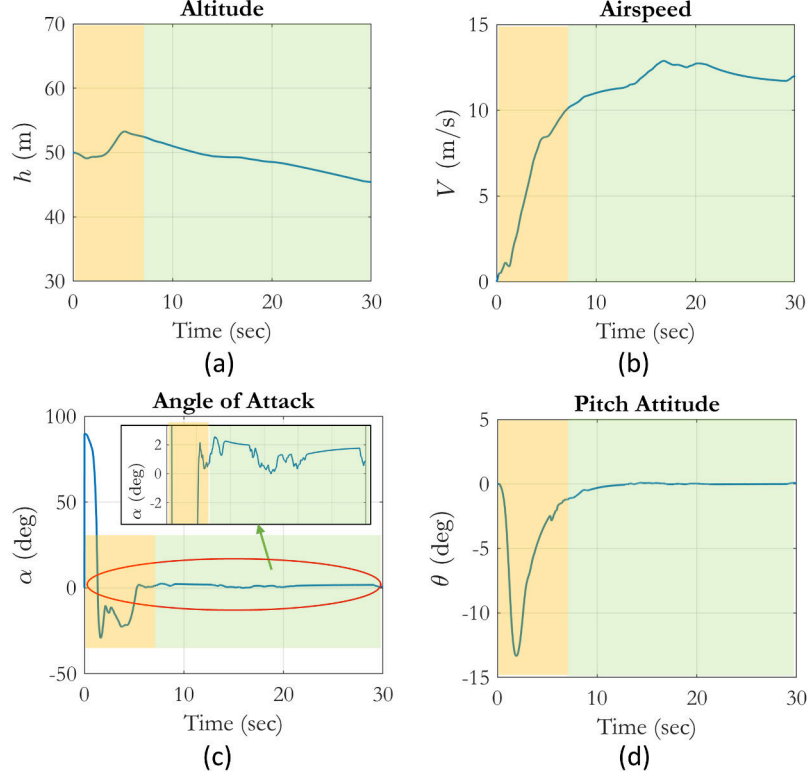 Altitude
70
60
50
40
30
h (m)
0 10 20 30
Time (sec)
(a)
Airspeed
15
10
5
0
V (m/s)
0 10 20 30
Time (sec)
(b)
Angle of Attack
100
50
0
-50
α (deg)
2
0
-2
α (deg)
0 10 20 30
Time (sec)
(c)
Pitch Attitude
5
0
-5
-10
-15
θ (deg)
0 10 20 30
Time (sec)
(d)